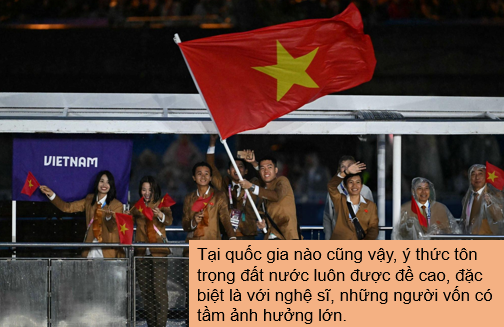 VIETNAM
Tại quốc gia nào cũng vậy, ý thức tôn
trọng đất nước luôn được đề cao, đặc
biệt là với nghệ sĩ, những người vốn có
tầm ảnh hưởng lớn.